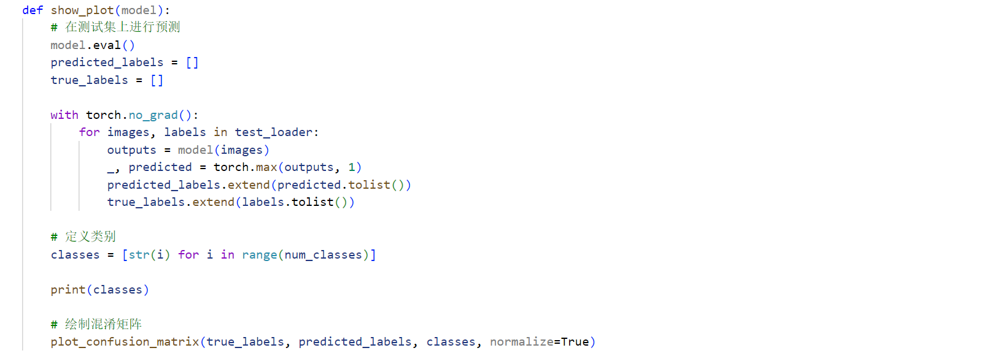 def show_plot(model):
    # 在测试集上进行预测
    model.eval()
    predicted_labels = []
    true_labels = []

    with torch.no_grad():
        for images, labels in test_loader:
            outputs = model(images)
            _, predicted = torch.max(outputs, 1)
            predicted_labels.extend(predicted.tolist())
            true_labels.extend(labels.tolist())

    # 定义类别
    classes = [str(i) for i in range(num_classes)]

    print(classes)

    # 绘制混淆矩阵
    plot_confusion_matrix(true_labels, predicted_labels, classes, normalize=True)